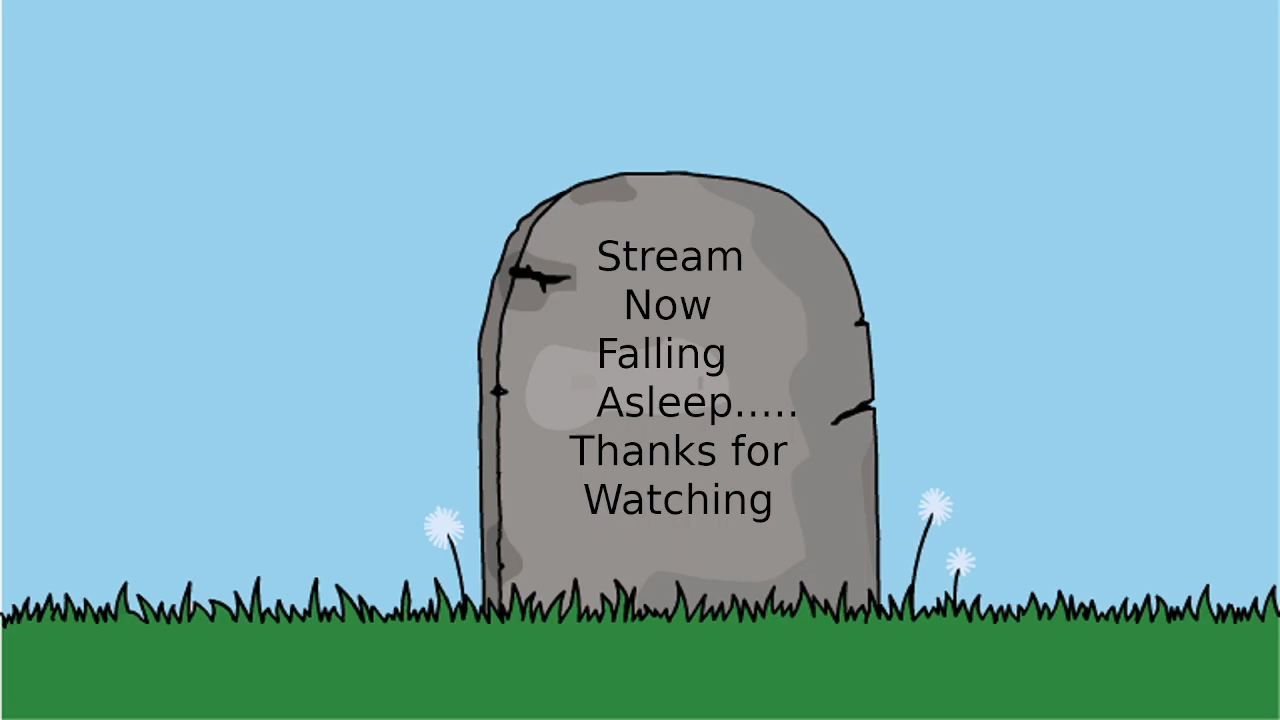 Stream
Now
Falling
Asleep.....
Thanks for
Watching